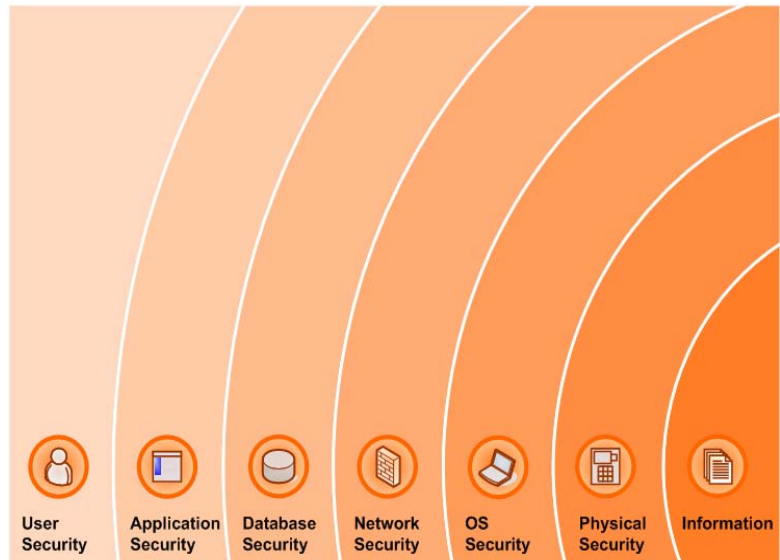 User Security
Application Security
Database Security
Network Security
OS Security
Physical Security
Information